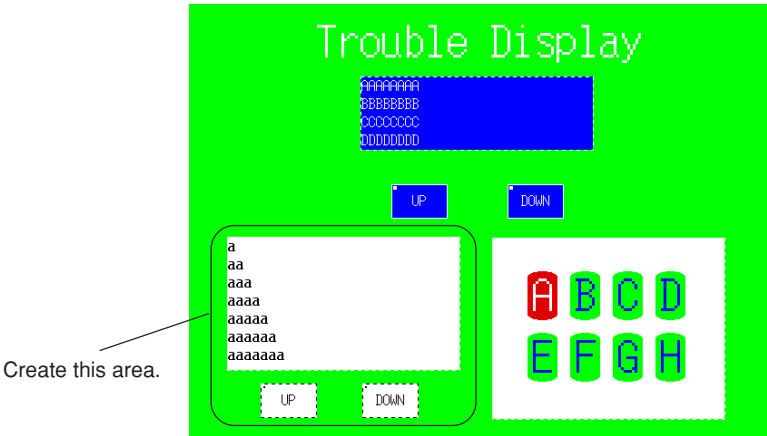 Trouble Display
AAAAAAAA
BBBBBBBB
CCCCCCCC
DDDDDDDD
UP DOWN
a
aa
aaa
aaaa
aaaaa
aaaaaa
aaaaaaa
UP DOWN
A B C D
E F G H
Create this area.